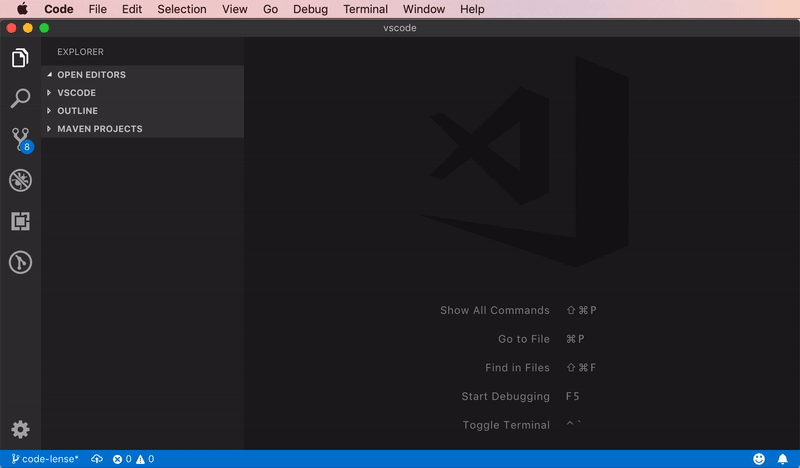 Code File Edit Selection View Go Debug Terminal Window Help
vscode
EXPLORER
OPEN EDITORS
VSCODE
OUTLINE
MAVEN PROJECTS
8
Show All Commands ⇧⌘P
Go to File ⌘P
Find in Files ⇧⌘F
Start Debugging F5
Toggle Terminal ⌃`
code-lense* 0 0